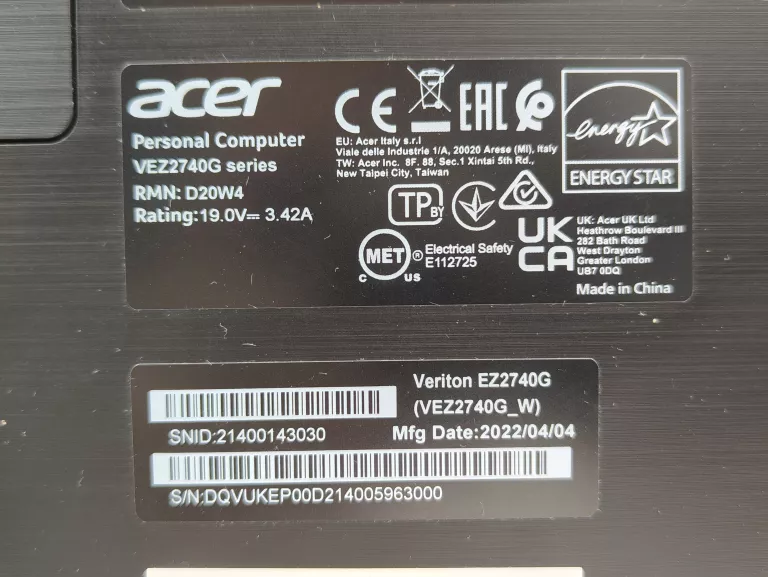 acer
Personal Computer
VEZ2740G series
RMN: D20W4
Rating:19.0V⎓ 3.42A
CE
EAC
EU: Acer Italy s.r.l
Viale delle Industrie 1/A, 20020 Arese (MI), Italy
TW: Acer Inc. 8F. 88, Sec.1 Xintai 5th Rd.,
New Taipei City, Taiwan
energy
ENERGY STAR
TP BY
MET ® Electrical Safety
E112725
C US
UK
CA
UK: Acer UK Ltd
Heathrow Boulevard III
282 Bath Road
West Drayton
Greater London
UB7 0DQ
Made in China
Veriton EZ2740G
(VEZ2740G_W)
SNID:21400143030
Mfg Date:2022/04/04
S/N:DQVUKEP00D214005963000